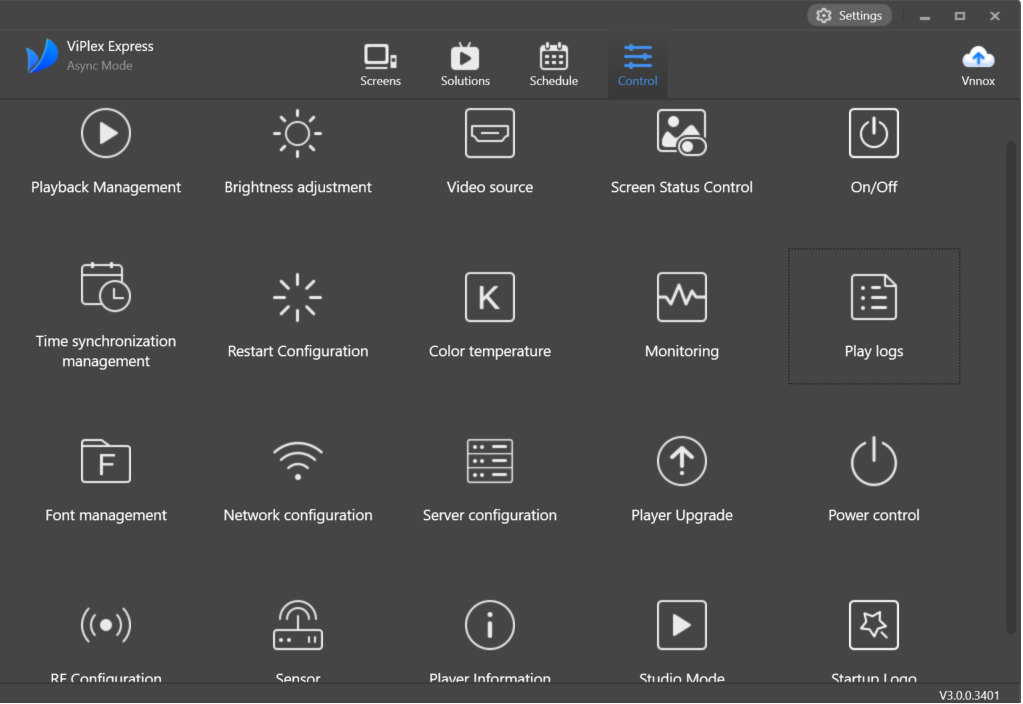 Settings
ViPlex Express
Async Mode
Screens
Solutions
Schedule
Control
Vnnox
Playback Management
Brightness adjustment
Video source
Screen Status Control
On/Off
Time synchronization
management
Restart Configuration
K
Color temperature
Monitoring
Play logs
F
Font management
Network configuration
Server configuration
Player Upgrade
Power control
RF Configuration
Sensor
Player Information
Studio Mode
Startup Logo
V3.0.0.3401